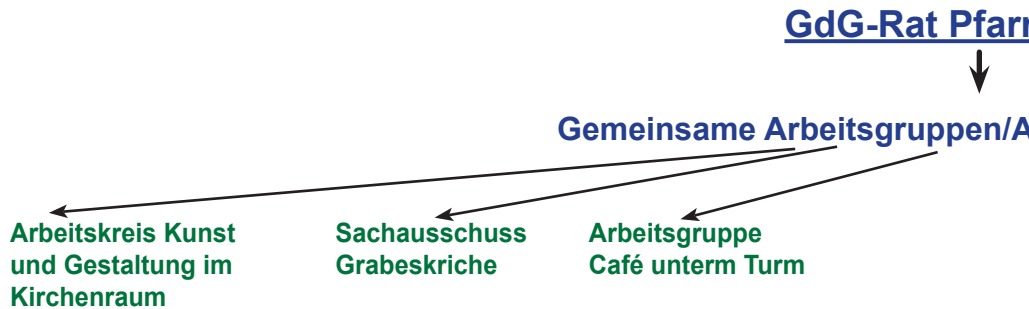 GdG-Rat Pfarr
Gemeinsame Arbeitsgruppen/A
Arbeitskreis Kunst
und Gestaltung im
Kirchenraum
Sachausschuss
Grabeskriche
Arbeitsgruppe
Café unterm Turm